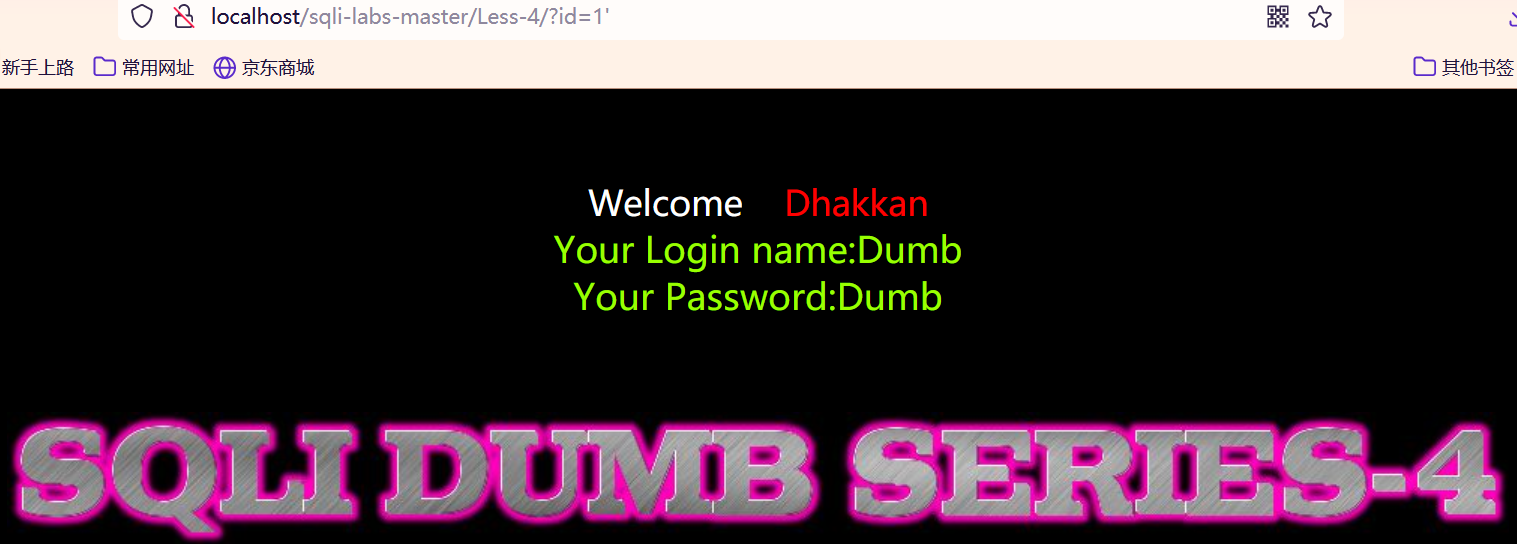 localhost/sqli-labs-master/Less-4/?id=1'
新手上路 常用网址 京东商城 其他书签
Welcome Dhakkan
Your Login name:Dumb
Your Password:Dumb
SQLI DUMB SERIES-4